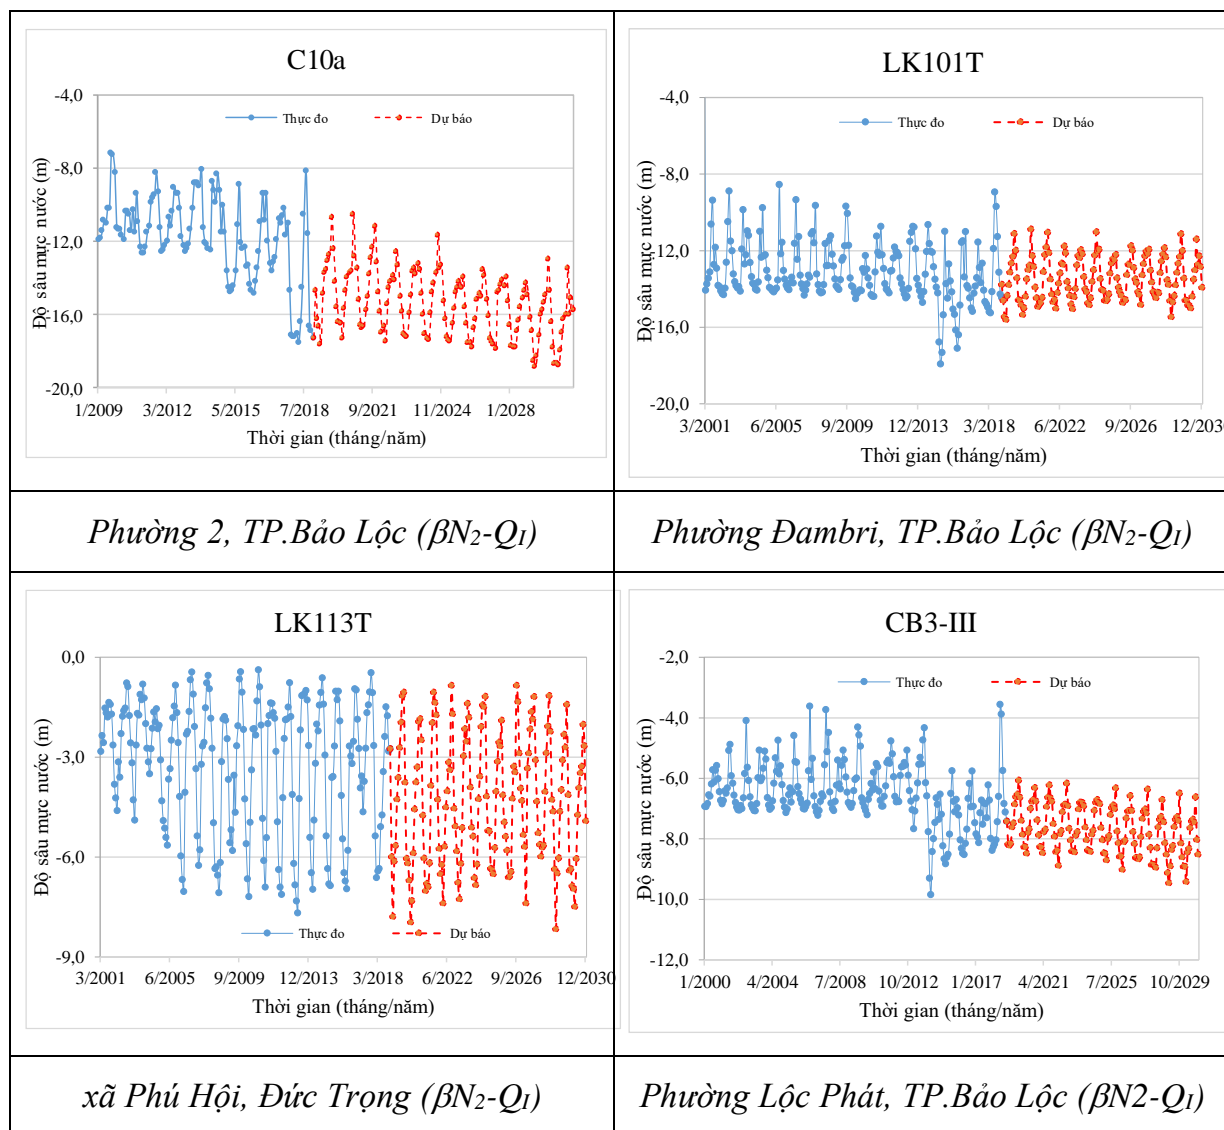 C10a
-4,0
Thực đo
Dự báo
-8,0
-12,0
-16,0
-20,0
Độ sâu mực nước (m)
1/2009 3/2012 5/2015 7/2018 9/2021 11/2024 1/2028
Thời gian (tháng/năm)
LK101T
-4,0
Thực đo
Dự báo
-8,0
-12,0
-16,0
-20,0
Độ sâu mực nước (m)
3/2001 6/2005 9/2009 12/2013 3/2018 6/2022 9/2026 12/2030
Thời gian (tháng/năm)
Phường 2, TP.Bảo Lộc (βN2-QI)
Phường Đambri, TP.Bảo Lộc (βN2-QI)
LK113T
0,0
-3,0
-6,0
-9,0
Độ sâu mực nước (m)
Thực đo
Dự báo
3/2001 6/2005 9/2009 12/2013 3/2018 6/2022 9/2026 12/2030
Thời gian (tháng/năm)
CB3-III
-2,0
Thực đo
Dự báo
-4,0
-6,0
-8,0
-10,0
-12,0
Độ sâu mực nước (m)
1/2000 4/2004 7/2008 10/2012 1/2017 4/2021 7/2025 10/2029
Thời gian (tháng/năm)
xã Phú Hội, Đức Trọng (βN2-QI)
Phường Lộc Phát, TP.Bảo Lộc (βN2-QI)